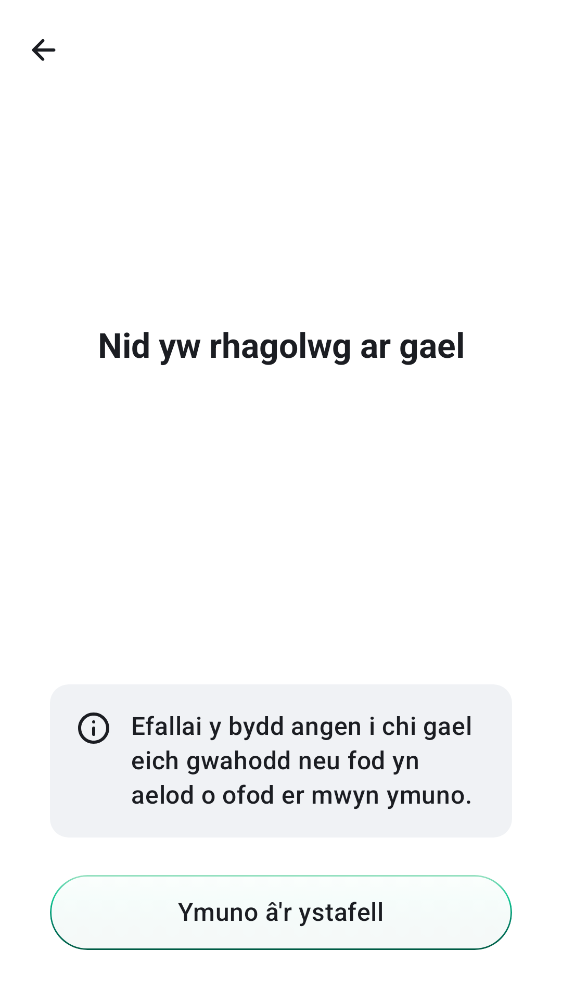 Nid yw rhagolwg ar gael
Efallai y bydd angen i chi gael
eich gwahodd neu fod yn
aelod o ofod er mwyn ymuno.
Ymuno â'r ystafell